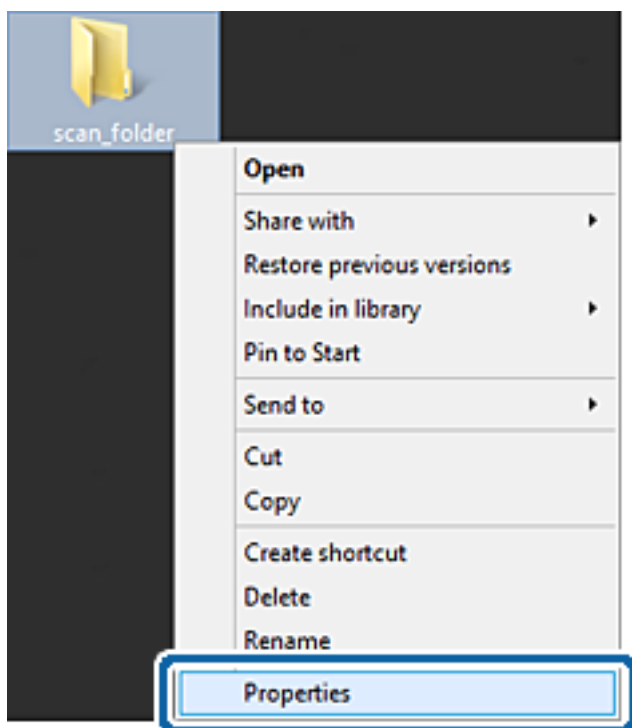 scan_folder
Open
Share with
Restore previous versions
Include in library
Pin to Start
Send to
Cut
Copy
Create shortcut
Delete
Rename
Properties